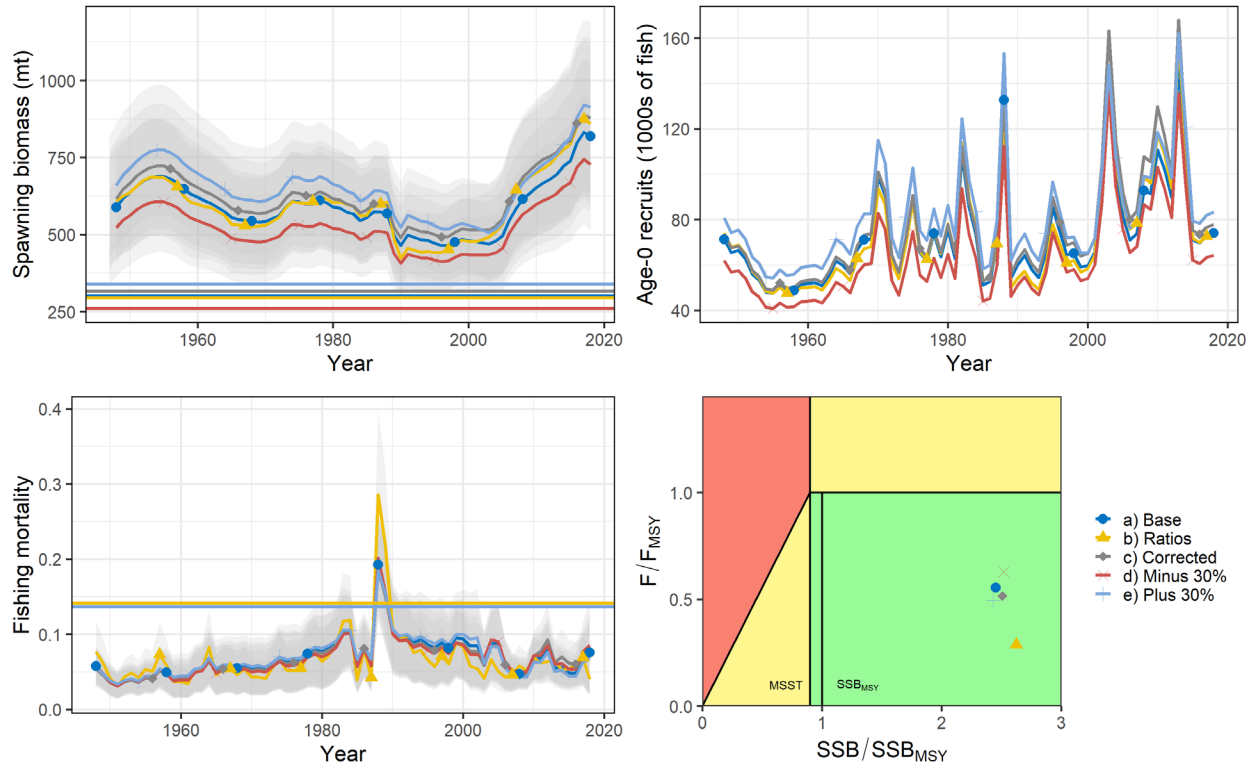 Spawning biomass (mt)
1000
750
500
250
1960
1980
2000
2020
Year
Age-0 recruits (1000s of fish)
160
120
80
40
1960
1980
2000
2020
Year
Fishing mortality
0.4
0.3
0.2
0.1
0.0
1960
1980
2000
2020
Year
F/F_MSY
1.0
0.5
0.0
MSST
SSB_MSY
0
1
2
3
SSB/SSB_MSY
a) Base
b) Ratios
c) Corrected
d) Minus 30%
e) Plus 30%